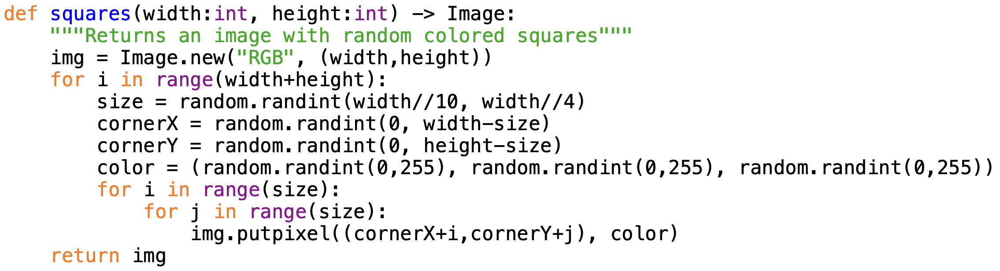 def squares(width:int, height:int) -> Image:
    """Returns an image with random colored squares"""
    img = Image.new("RGB", (width,height))
    for i in range(width+height):
        size = random.randint(width//10, width//4)
        cornerX = random.randint(0, width-size)
        cornerY = random.randint(0, height-size)
        color = (random.randint(0,255), random.randint(0,255), random.randint(0,255))
        for i in range(size):
            for j in range(size):
                img.putpixel((cornerX+i,cornerY+j), color)
    return img